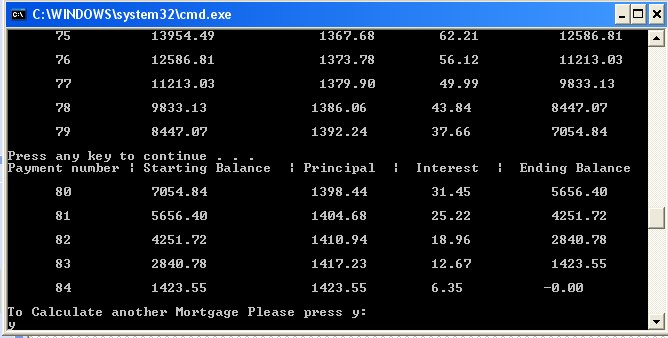 C:\WINDOWS\system32\cmd.exe
75 13954.49 1367.68 62.21 12586.81
76 12586.81 1373.78 56.12 11213.03
77 11213.03 1379.90 49.99 9833.13
78 9833.13 1386.06 43.84 8447.07
79 8447.07 1392.24 37.66 7054.84
Press any key to continue . . .
Payment number ¦ Starting Balance ¦ Principal ¦ Interest ¦ Ending Balance
80 7054.84 1398.44 31.45 5656.40
81 5656.40 1404.68 25.22 4251.72
82 4251.72 1410.94 18.96 2840.78
83 2840.78 1417.23 12.67 1423.55
84 1423.55 1423.55 6.35 -0.00
To Calculate another Mortgage Please press y:
y